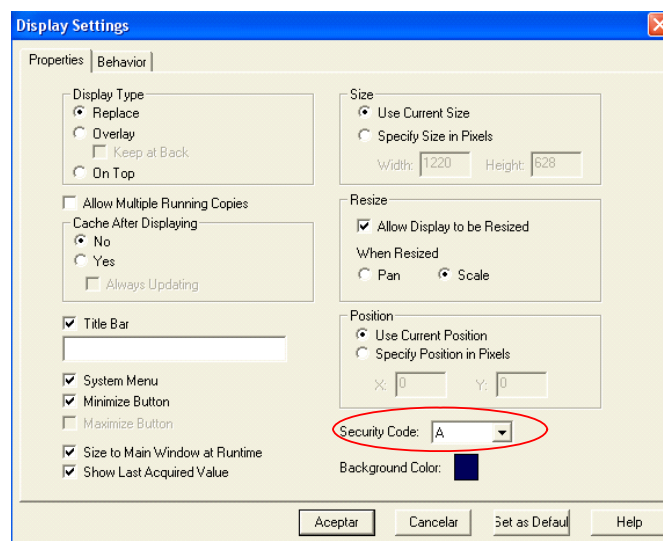 Display Settings
Properties
Behavior
Display Type
Replace
Overlay
Keep at Back
On Top
Allow Multiple Running Copies
Cache After Displaying
No
Yes
Always Updating
Title Bar
System Menu
Minimize Button
Maximize Button
Size to Main Window at Runtime
Show Last Acquired Value
Size
Use Current Size
Specify Size in Pixels
Width: 1220 Height: 628
Resize
Allow Display to be Resized
When Resized
Pan Scale
Position
Use Current Position
Specify Position in Pixels
X: 0 Y: 0
Security Code: A
Background Color:
Aceptar Cancelar Set as Defaul Help